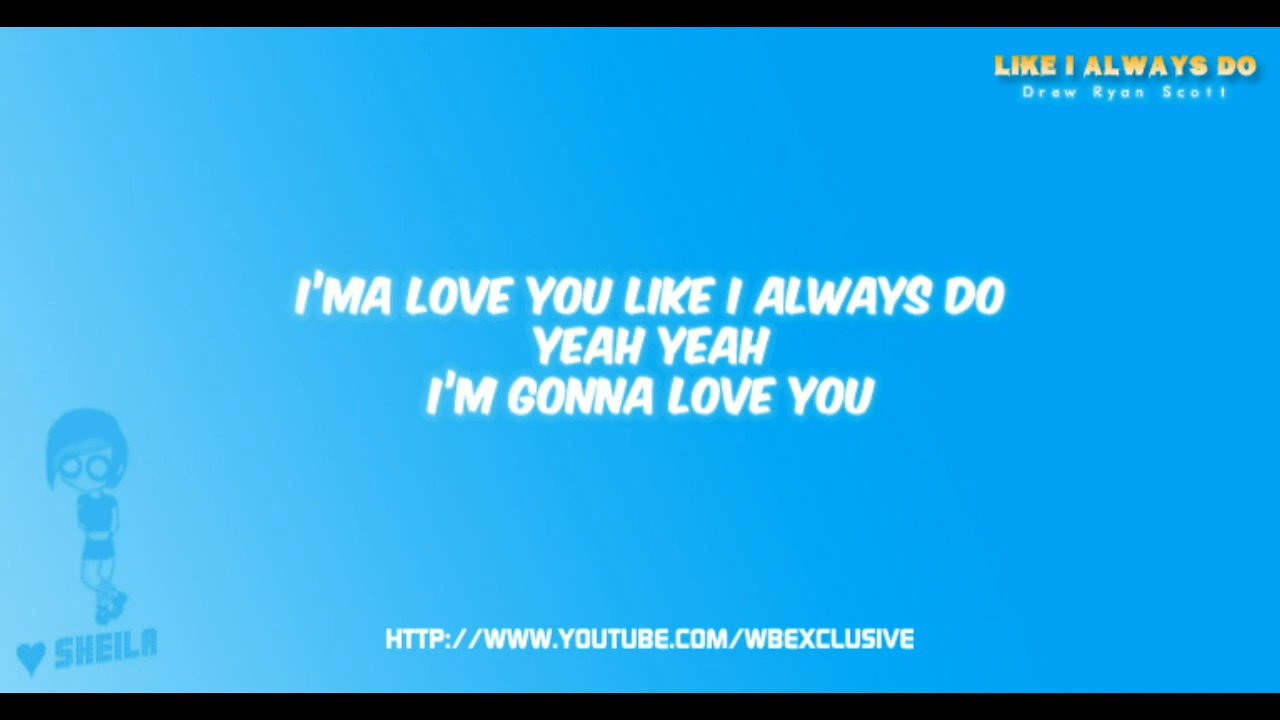 LIKE I ALWAYS DO
Drew Ryan Scott
I'MA LOVE YOU LIKE I ALWAYS DO
YEAH YEAH
I'M GONNA LOVE YOU
♥ SHEILA
HTTP://WWW.YOUTUBE.COM/WBEXCLUSIVE